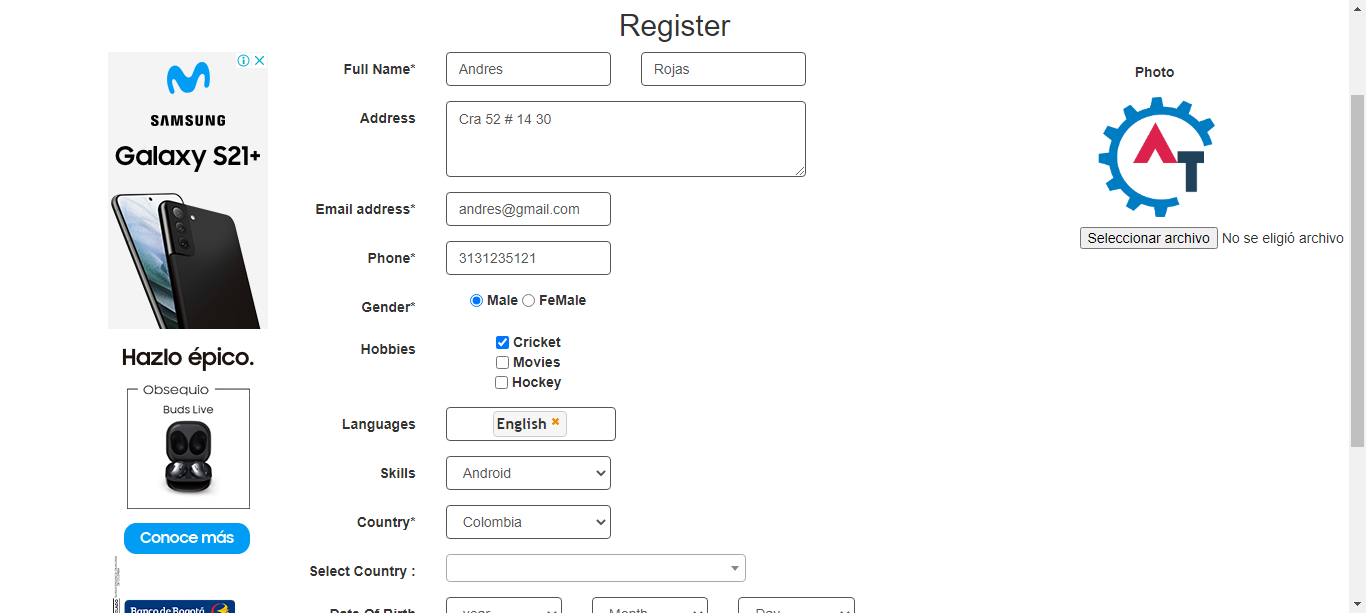 Register
Full Name* Andres Rojas
Photo
Address Cra 52 # 14 30
SAMSUNG
Galaxy S21+
AT
Email address* andres@gmail.com
Seleccionar archivo No se eligió archivo
Phone* 3131235121
Gender* Male FeMale
Hobbies Cricket
Movies
Hockey
Hazlo épico.
Obsequio
Buds Live
Languages English
Skills Android
Country* Colombia
Conoce más
Select Country :
Banco de Bogotá
Date Of Birth year Month Day